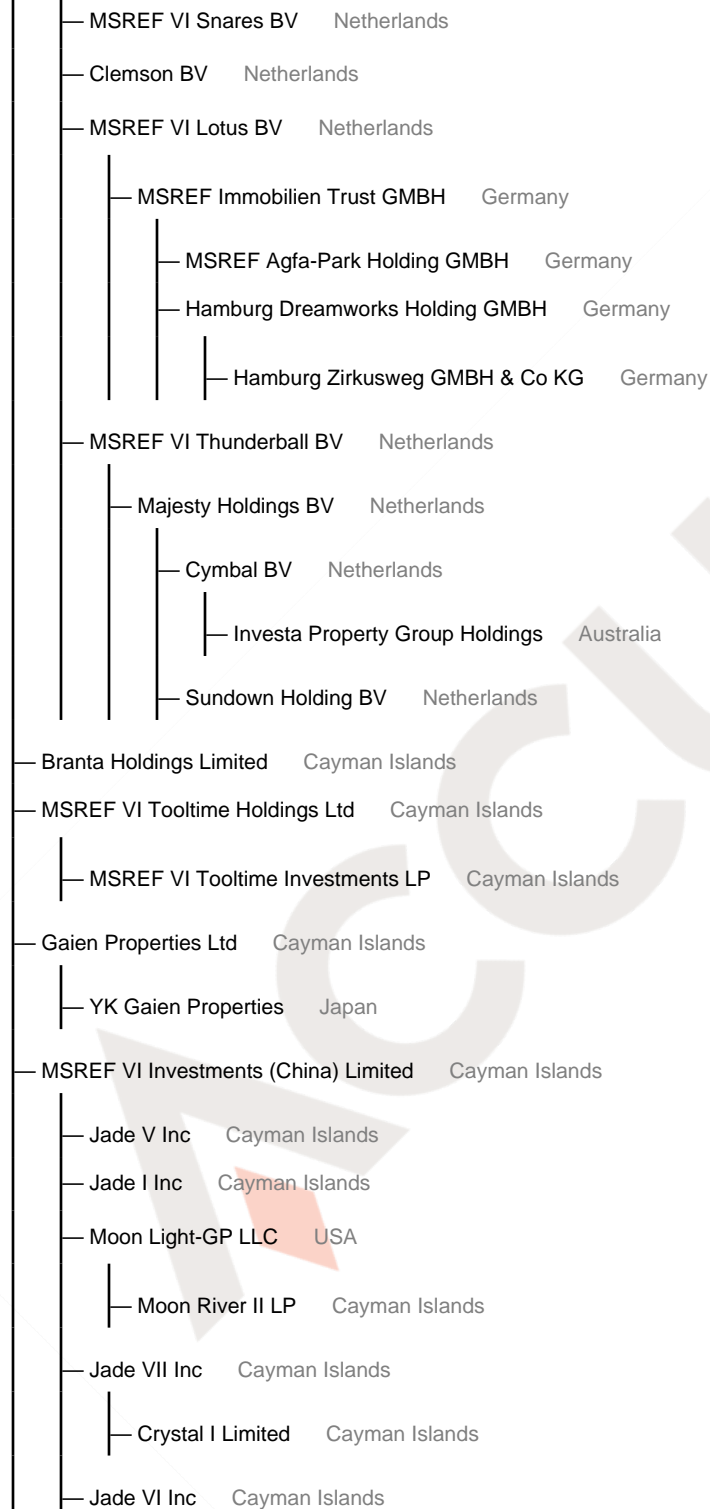 MSREF VI Snares BV Netherlands
Clemson BV Netherlands
MSREF VI Lotus BV Netherlands
MSREF Immobilien Trust GMBH Germany
MSREF Agfa-Park Holding GMBH Germany
Hamburg Dreamworks Holding GMBH Germany
Hamburg Zirkusweg GMBH & Co KG Germany
MSREF VI Thunderball BV Netherlands
Majesty Holdings BV Netherlands
Cymbal BV Netherlands
Investa Property Group Holdings Australia
Sundown Holding BV Netherlands
Branta Holdings Limited Cayman Islands
MSREF VI Tooltime Holdings Ltd Cayman Islands
MSREF VI Tooltime Investments LP Cayman Islands
Gaien Properties Ltd Cayman Islands
YK Gaien Properties Japan
MSREF VI Investments (China) Limited Cayman Islands
Jade V Inc Cayman Islands
Jade I Inc Cayman Islands
Moon Light-GP LLC USA
Moon River II LP Cayman Islands
Jade VII Inc Cayman Islands
Crystal I Limited Cayman Islands
Jade VI Inc Cayman Islands